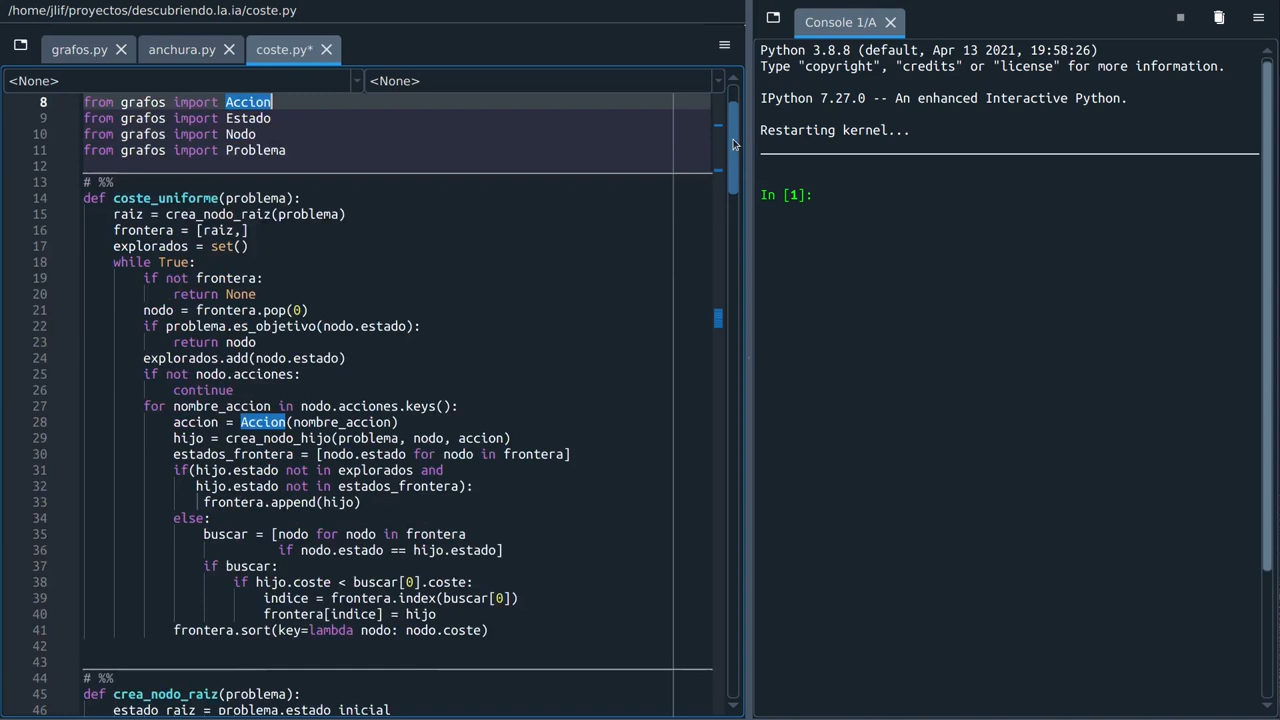 /home/jlif/proyectos/descubriendo.la.ia/coste.py
grafos.py
anchura.py
coste.py*
<None>
<None>
8 from grafos import Accion
9 from grafos import Estado
10 from grafos import Nodo
11 from grafos import Problema
12
13 # %%
14 def coste_uniforme(problema):
15     raiz = crea_nodo_raiz(problema)
16     frontera = [raiz,]
17     explorados = set()
18     while True:
19         if not frontera:
20             return None
21         nodo = frontera.pop(0)
22         if problema.es_objetivo(nodo.estado):
23             return nodo
24         explorados.add(nodo.estado)
25         if not nodo.acciones:
26             continue
27         for nombre_accion in nodo.acciones.keys():
28             accion = Accion(nombre_accion)
29             hijo = crea_nodo_hijo(problema, nodo, accion)
30             estados_frontera = [nodo.estado for nodo in frontera]
31             if(hijo.estado not in explorados and
32                hijo.estado not in estados_frontera):
33                 frontera.append(hijo)
34             else:
35                 buscar = [nodo for nodo in frontera
36                           if nodo.estado == hijo.estado]
37                 if buscar:
38                     if hijo.coste < buscar[0].coste:
39                         indice = frontera.index(buscar[0])
40                         frontera[indice] = hijo
41             frontera.sort(key=lambda nodo: nodo.coste)
42
43
44 # %%
45 def crea_nodo_raiz(problema):
46     estado_raiz = problema.estado_inicial
Console 1/A
Python 3.8.8 (default, Apr 13 2021, 19:58:26)
Type "copyright", "credits" or "license" for more information.
IPython 7.27.0 -- An enhanced Interactive Python.
Restarting kernel...
In [1]: